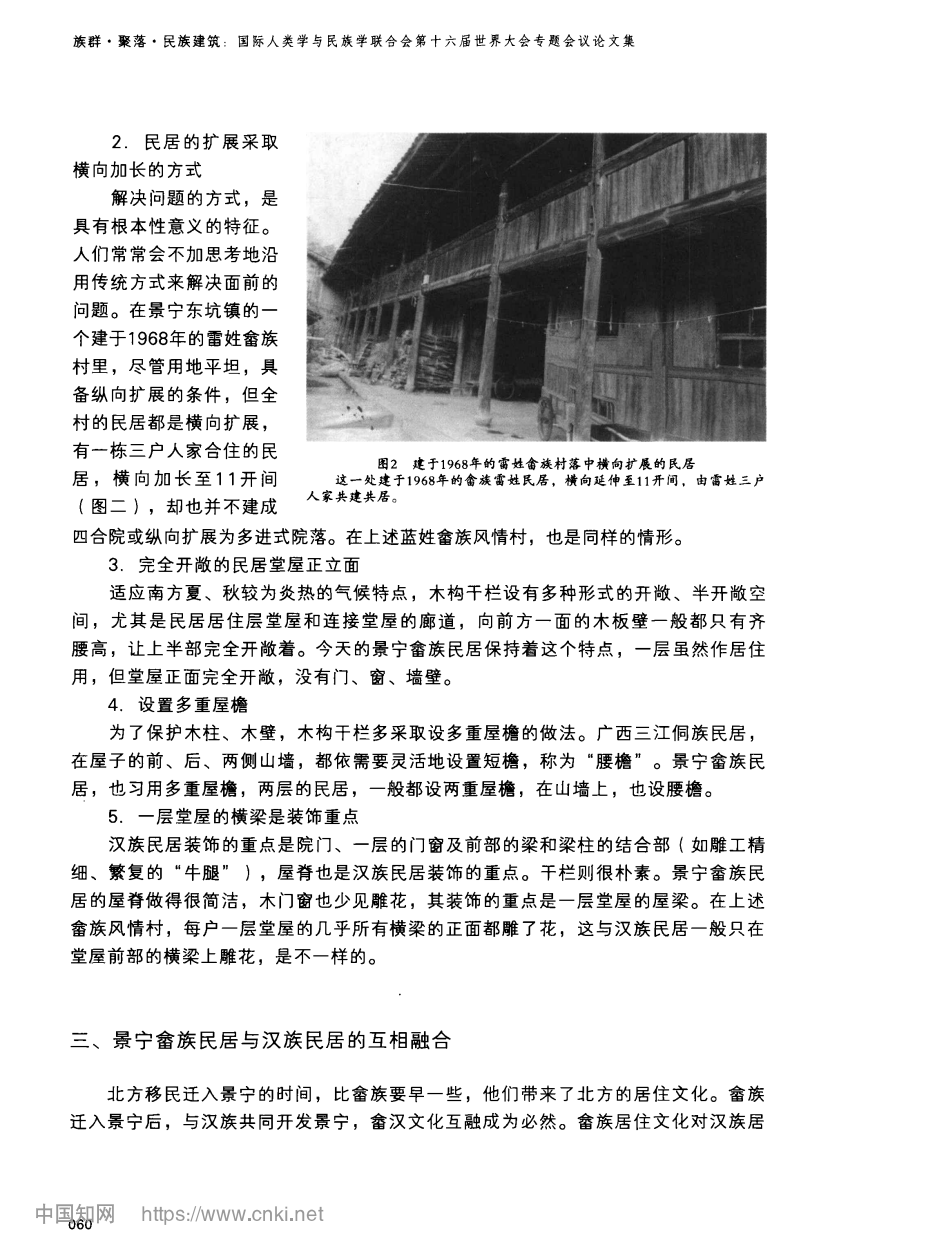 族群·聚落·民族建筑：国际人类学与民族学联合会第十六届世界大会专题会议论文集
2. 民居的扩展采取
横向加长的方式
解决问题的方式，是
具有根本性意义的特征。
人们常常会不加思考地沿
用传统方式来解决面前的
问题。在景宁东坑镇的一
个建于1968年的雷姓畲族
村里，尽管用地平坦，具
备纵向扩展的条件，但全
村的民居都是横向扩展，
有一栋三户人家合住的民
居，横向加长至11开间
（图二），却也并不建成
图2 建于1968年的雷姓畲族村落中横向扩展的民居
这一处建于1968年的畲族雷姓民居，横向延伸至11开间，由雷姓三户
人家共建共居。
四合院或纵向扩展为多进式院落。在上述蓝姓畲族风情村，也是同样的情形。
3. 完全开敞的民居堂屋正立面
适应南方夏、秋较为炎热的气候特点，木构干栏设有多种形式的开敞、半开敞空
间，尤其是民居居住层堂屋和连接堂屋的廊道，向前方一面的木板壁一般都只有齐
腰高，让上半部完全开敞着。今天的景宁畲族民居保持着这个特点，一层虽然作居住
用，但堂屋正面完全开敞，没有门、窗、墙壁。
4. 设置多重屋檐
为了保护木柱、木壁，木构干栏多采取设多重屋檐的做法。广西三江侗族民居，
在屋子的前、后、两侧山墙，都依需要灵活地设置短檐，称为“腰檐”。景宁畲族民
居，也习用多重屋檐，两层的民居，一般都设两重屋檐，在山墙上，也设腰檐。
5. 一层堂屋的横梁是装饰重点
汉族民居装饰的重点是院门、一层的门窗及前部的梁和梁柱的结合部（如雕工精
细、繁复的“牛腿”），屋脊也是汉族民居装饰的重点。干栏则很朴素。景宁畲族民
居的屋脊做得很简洁，木门窗也少见雕花，其装饰的重点是一层堂屋的屋梁。在上述
畲族风情村，每户一层堂屋的几乎所有横梁的正面都雕了花，这与汉族民居一般只在
堂屋前部的横梁上雕花，是不一样的。
三、景宁畲族民居与汉族民居的互相融合
北方移民迁入景宁的时间，比畲族要早一些，他们带来了北方的居住文化。畲族
迁入景宁后，与汉族共同开发景宁，畲汉文化互融成为必然。畲族居住文化对汉族居
中国知网 https://www.cnki.net
060